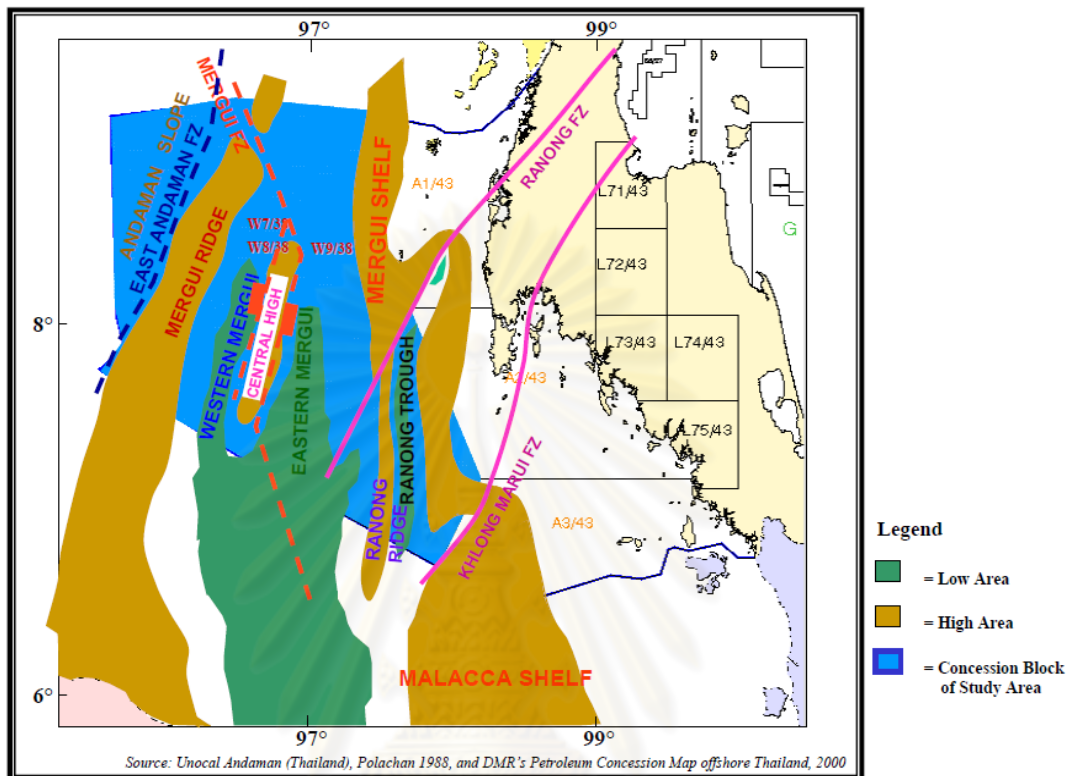 97°
99°
ANDAMAN SLOPE
EAST ANDAMAN FZ
MERGUI FZ
MERGUI RIDGE
MERGUI SHELF
RANONG FZ
A1/43
L71/43
W7/38
W8/38
W9/38
G
L72/43
8°
WESTERN MERGUI
CENTRAL HIGH
EASTERN MERGUI
RANONG TROUGH
L73/43
L74/43
A2/43
L75/43
RANONG
RIDGE
KHLONG MARUI FZ
A3/43
MALACCA SHELF
6°
97°
99°
Source: Unocal Andaman (Thailand), Polachan 1988, and DMR's Petroleum Concession Map offshore Thailand, 2000
Legend
= Low Area
= High Area
= Concession Block
of Study Area